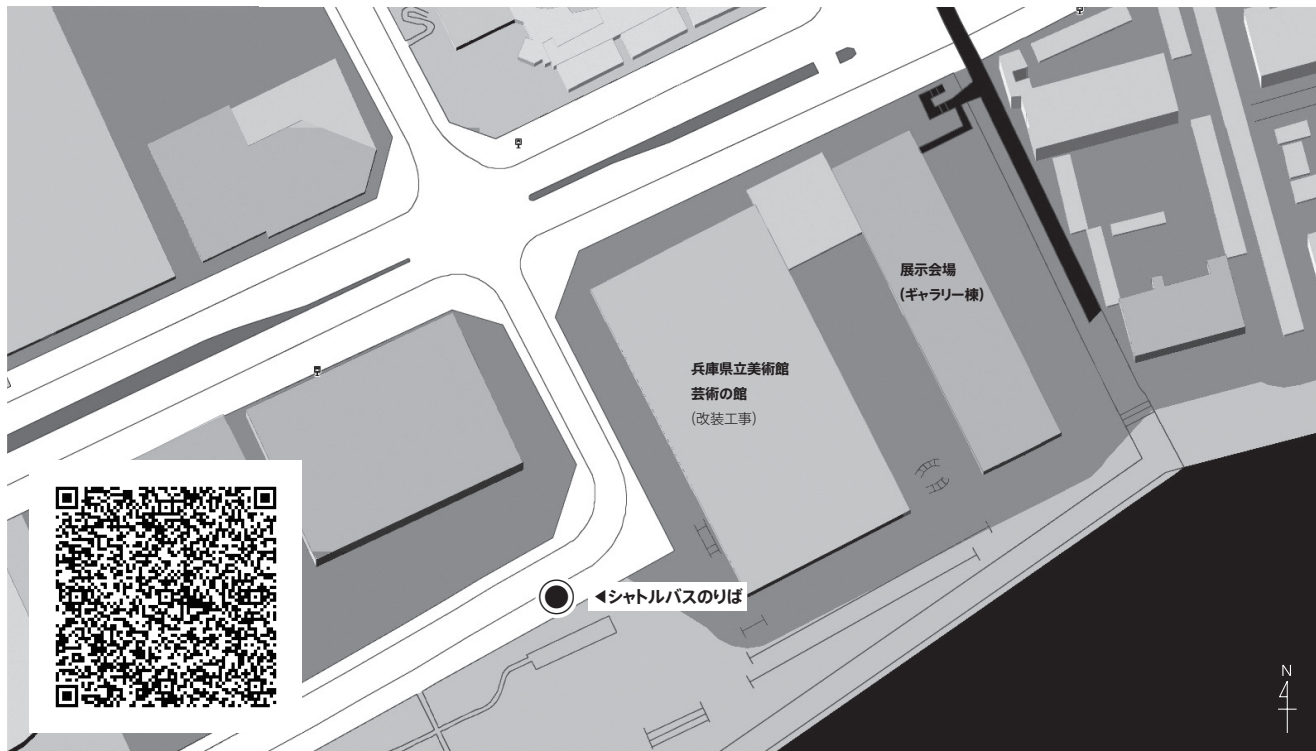 展示会場
(ギャラリー棟)
兵庫県立美術館
芸術の館
(改装工事)
◀シャトルバスのりば
N